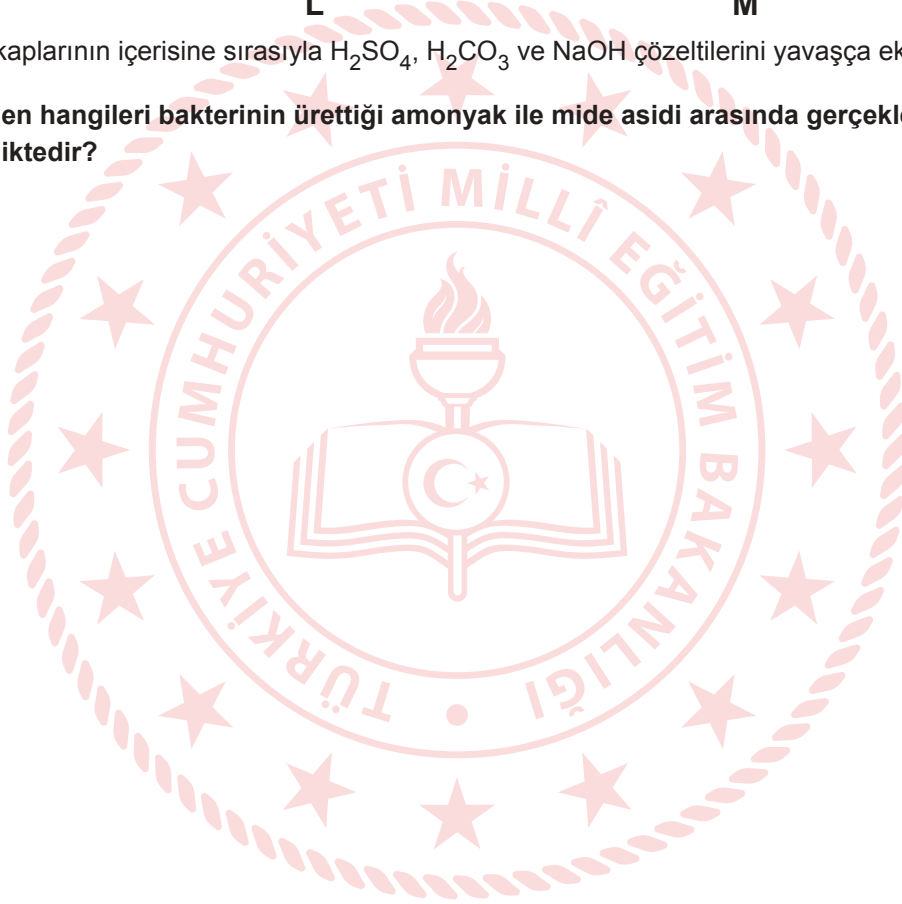 L M
kaplarının içerisine sırasıyla H₂SO₄, H₂CO₃ ve NaOH çözeltilerini yavaşça ek
en hangileri bakterinin ürettiği amonyak ile mide asidi arasında gerçekle
iktedir?
TÜRKİYE CUMHURİYETİ MİLLÎ EĞİTİM BAKANLIĞI